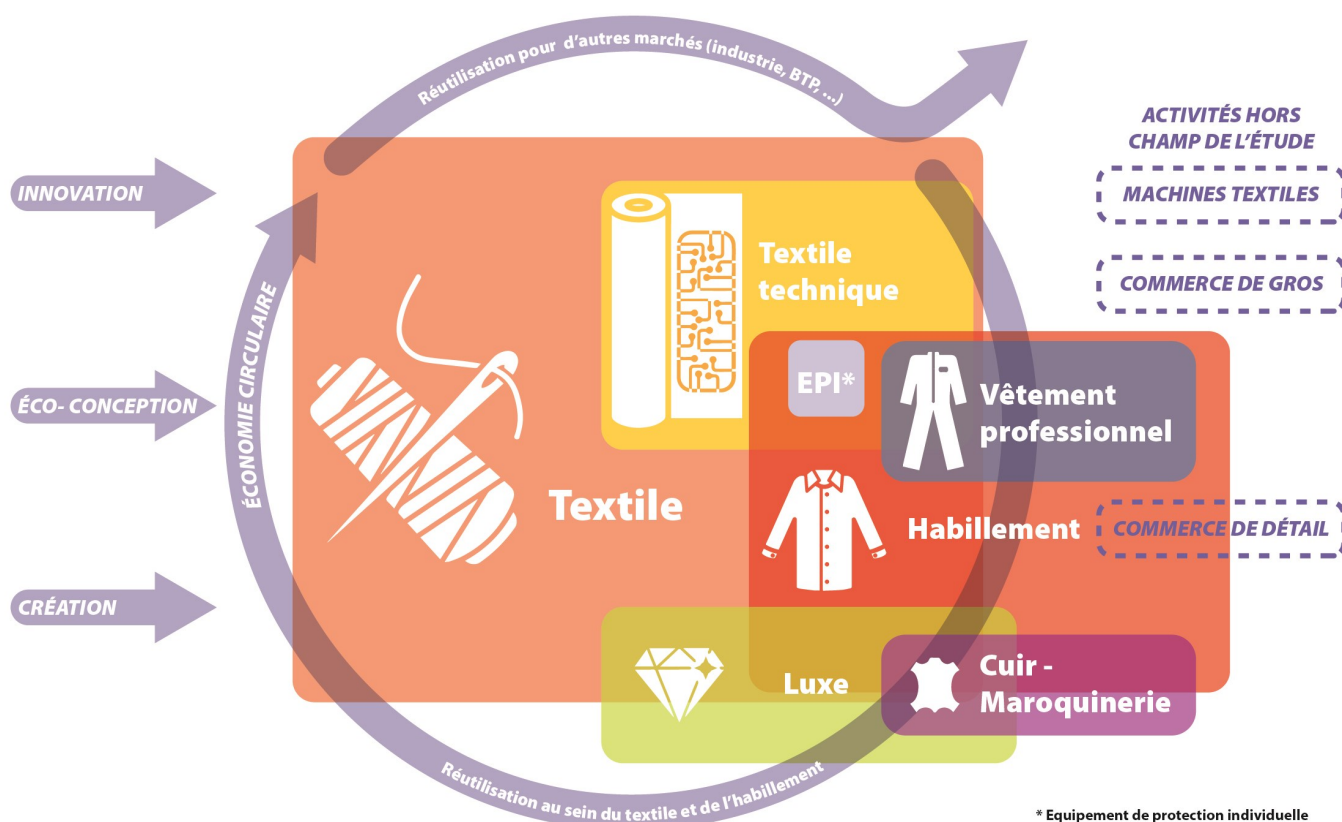 Réutilisation pour d'autres marchés (industrie, BTP, ...)
ACTIVITÉS HORS
CHAMP DE L'ÉTUDE
MACHINES TEXTILES
COMMERCE DE GROS
INNOVATION
ÉCO- CONCEPTION
CRÉATION
ÉCONOMIE CIRCULAIRE
Textile
technique
EPI*
Vêtement
professionnel
Textile
Habillement
COMMERCE DE DÉTAIL
Luxe
Cuir -
Maroquinerie
Réutilisation au sein du textile et de l'habillement
* Equipement de protection individuelle